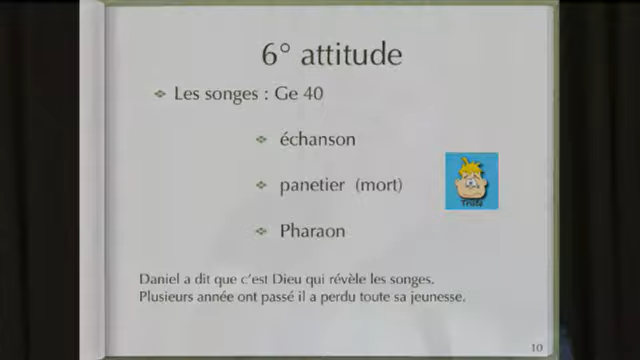 6° attitude
Les songes : Ge 40
échanson
panetier (mort)
Pharaon
Triste
Daniel a dit que c'est Dieu qui révèle les songes.
Plusieurs année ont passé il a perdu toute sa jeunesse.
10